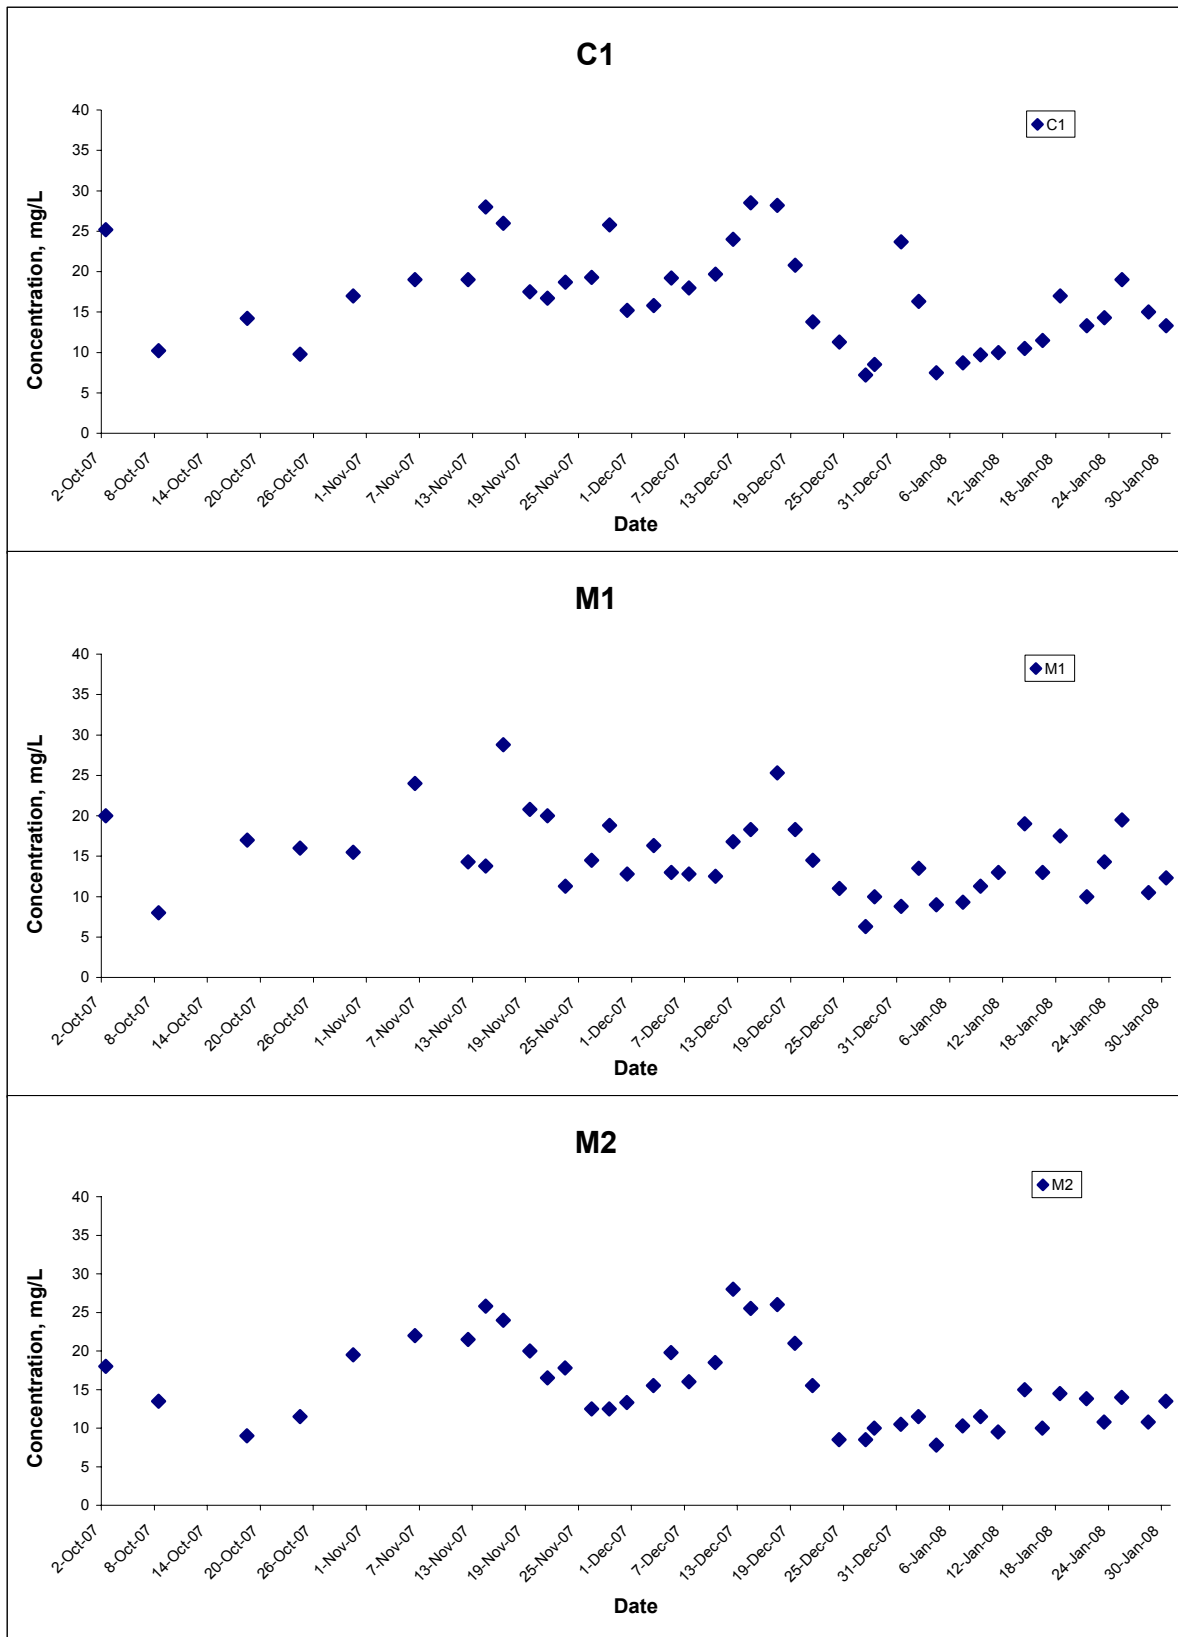 C1
C1
40
35
30
25
20
15
10
5
0
Concentration, mg/L
2-Oct-07 8-Oct-07 14-Oct-07 20-Oct-07 26-Oct-07 1-Nov-07 7-Nov-07 13-Nov-07 19-Nov-07 25-Nov-07 1-Dec-07 7-Dec-07 13-Dec-07 19-Dec-07 25-Dec-07 31-Dec-07 6-Jan-08 12-Jan-08 18-Jan-08 24-Jan-08 30-Jan-08
Date
M1
M1
40
35
30
25
20
15
10
5
0
Concentration, mg/L
2-Oct-07 8-Oct-07 14-Oct-07 20-Oct-07 26-Oct-07 1-Nov-07 7-Nov-07 13-Nov-07 19-Nov-07 25-Nov-07 1-Dec-07 7-Dec-07 13-Dec-07 19-Dec-07 25-Dec-07 31-Dec-07 6-Jan-08 12-Jan-08 18-Jan-08 24-Jan-08 30-Jan-08
Date
M2
M2
40
35
30
25
20
15
10
5
0
Concentration, mg/L
2-Oct-07 8-Oct-07 14-Oct-07 20-Oct-07 26-Oct-07 1-Nov-07 7-Nov-07 13-Nov-07 19-Nov-07 25-Nov-07 1-Dec-07 7-Dec-07 13-Dec-07 19-Dec-07 25-Dec-07 31-Dec-07 6-Jan-08 12-Jan-08 18-Jan-08 24-Jan-08 30-Jan-08
Date